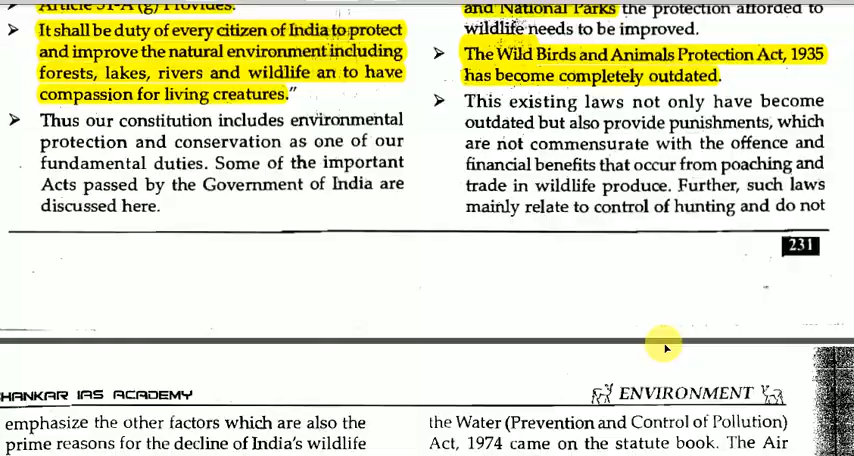 ➢ Article 51-A (g) Provides:
➢ It shall be duty of every citizen of India to protect
and improve the natural environment including
forests, lakes, rivers and wildlife an to have
compassion for living creatures."
➢ Thus our constitution includes environmental
protection and conservation as one of our
fundamental duties. Some of the important
Acts passed by the Government of India are
discussed here.
and National Parks the protection afforded to
wildlife needs to be improved.
➢ The Wild Birds and Animals Protection Act, 1935
has become completely outdated.
➢ This existing laws not only have become
outdated but also provide punishments, which
are not commensurate with the offence and
financial benefits that occur from poaching and
trade in wildlife produce. Further, such laws
mainly relate to control of hunting and do not
231
HANKAR IAS ACADEMY
ENVIRONMENT
emphasize the other factors which are also the
prime reasons for the decline of India's wildlife
the Water (Prevention and Control of Pollution)
Act, 1974 came on the statute book. The Air